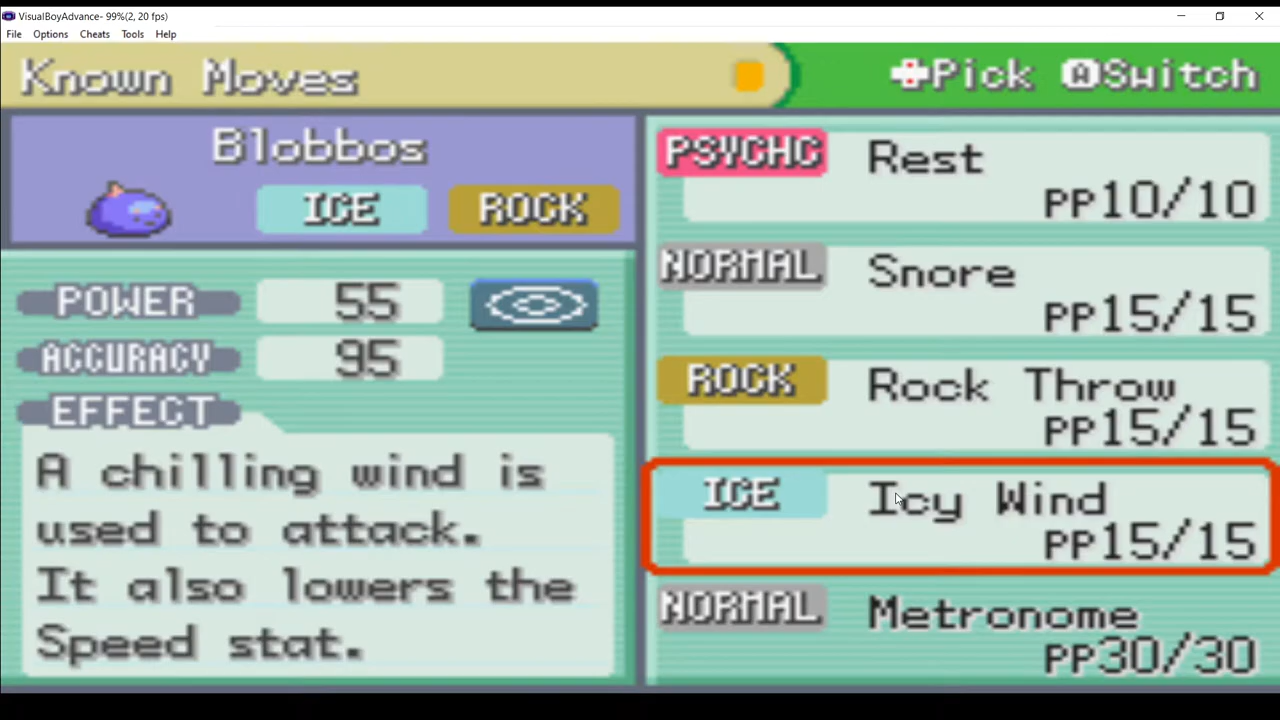 VisualBoyAdvance- 99%(2, 20 fps)
File Options Cheats Tools Help
Known Moves
Pick A Switch
Blobbos
ICE ROCK
POWER 55
ACCURACY 95
EFFECT
A chilling wind is
used to attack.
It also lowers the
Speed stat.
PSYCHC Rest
PP10/10
NORMAL Snore
PP15/15
ROCK Rock Throw
PP15/15
ICE Icy Wind
PP15/15
NORMAL Metronome
PP30/30